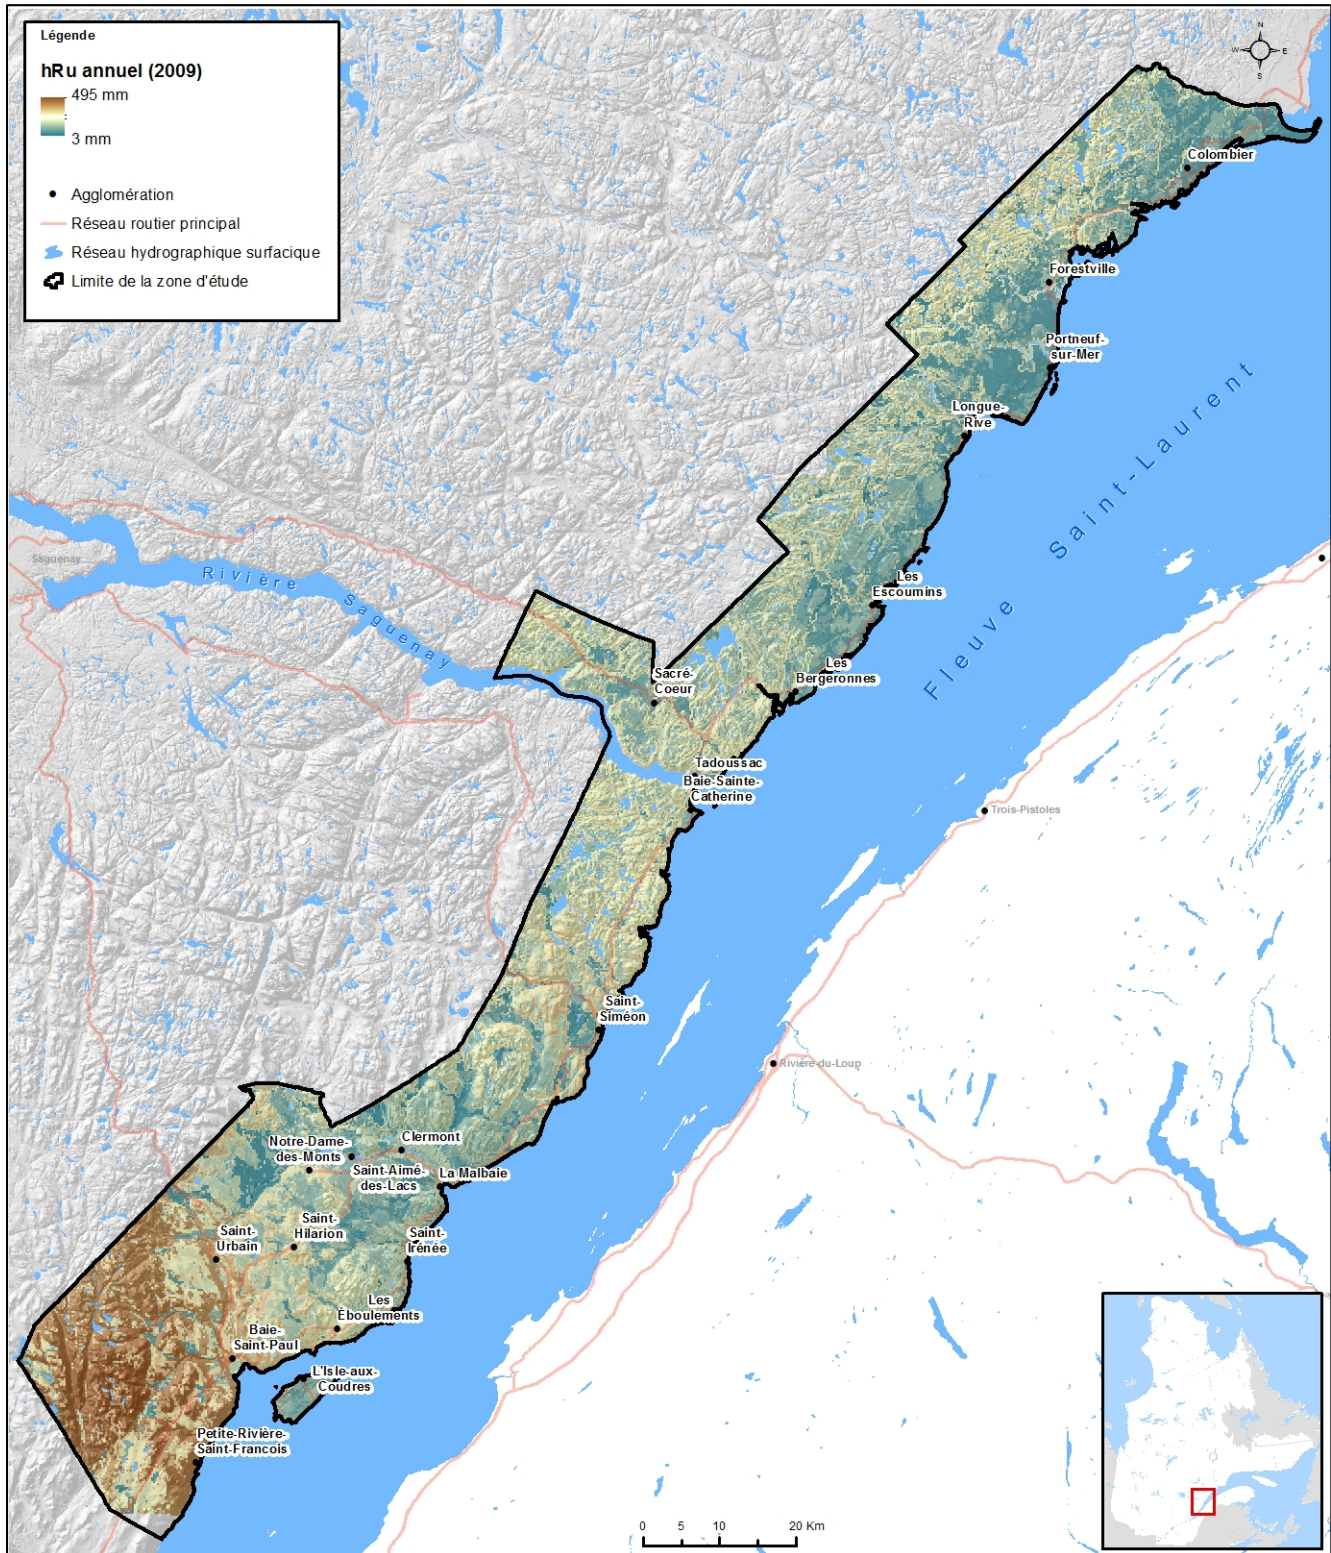 Légende
hRu annuel (2009)
495 mm
3 mm
Agglomération
Réseau routier principal
Réseau hydrographique surfacique
Limite de la zone d'étude
N
W
E
S
Colombier
Forestville
Portneuf-
sur-Mer
Longue-
Rive
Fleuve Saint-Laurent
Saguenay
Rivière Saguenay
Les
Escoumins
Les
Bergeronnes
Sacré-
Coeur
Tadoussac
Baie-Sainte-
Catherine
Trois-Pistoles
Saint-
Siméon
Rivière-du-Loup
Clermont
Notre-Dame-
des-Monts
Saint-Aimé-
des-Lacs
La Malbaie
Saint-
Urbain
Saint-
Hilarion
Saint-
Irénée
Les
Éboulements
Baie-
Saint-Paul
L'Isle-aux-
Coudres
Petite-Rivière-
Saint-Francois
0 5 10 20 Km